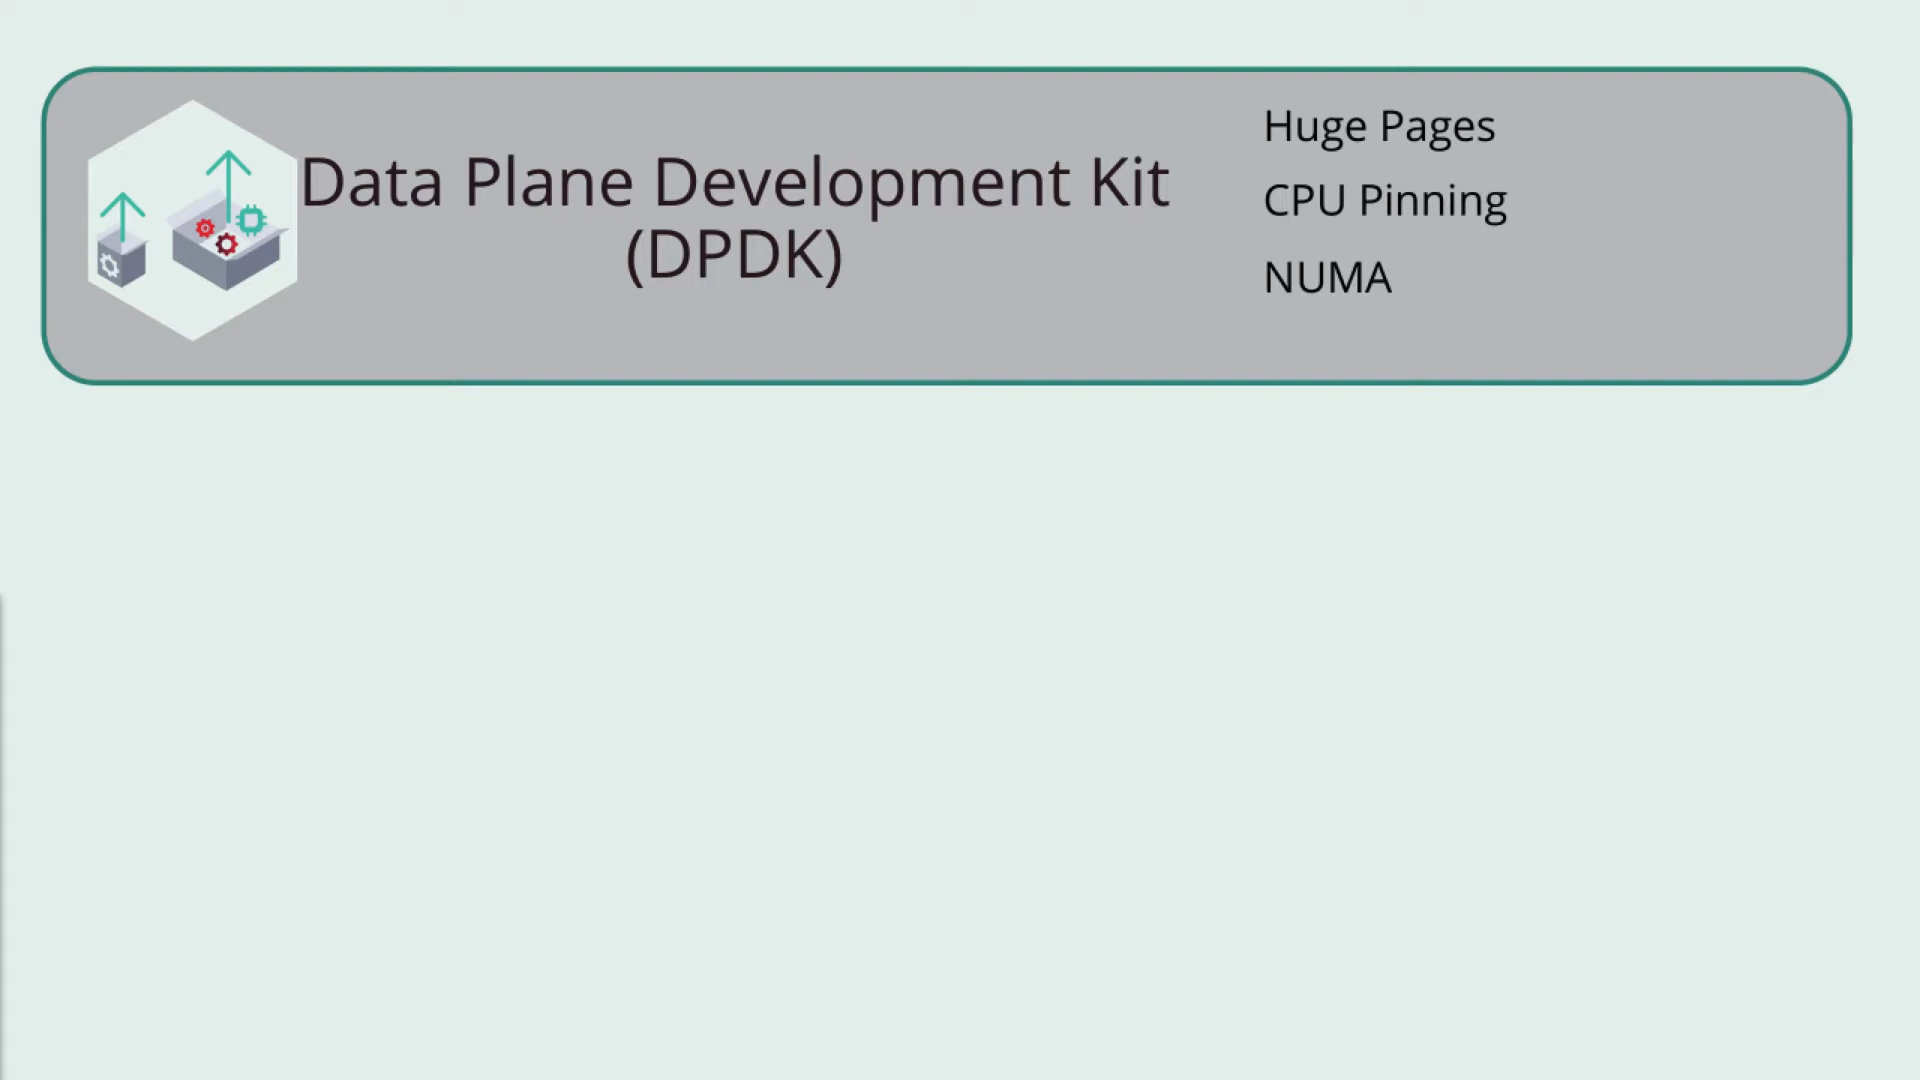 Data Plane Development Kit
(DPDK)
Huge Pages
CPU Pinning
NUMA